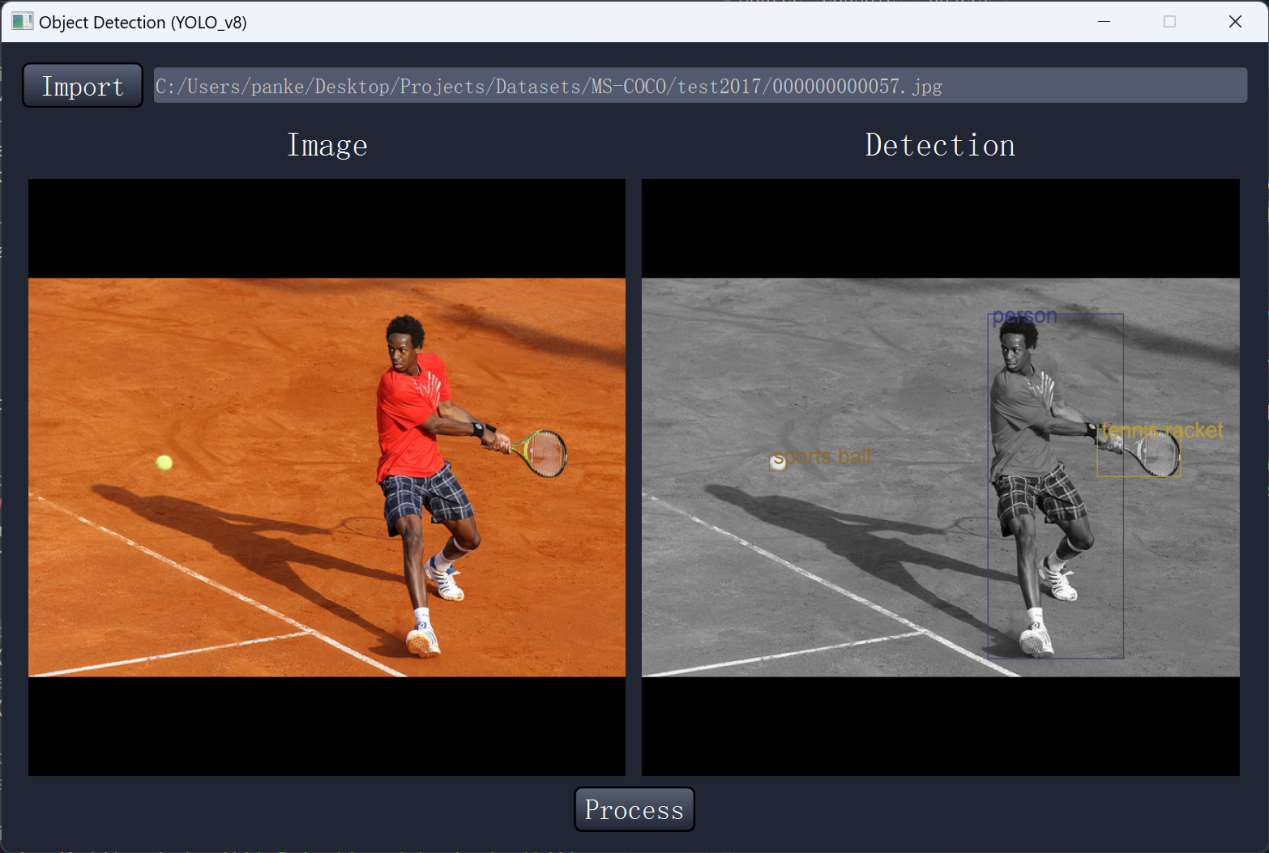 Object Detection (YOLO_v8)
Import
C:/Users/panke/Desktop/Projects/Datasets/MS-COCO/test2017/000000000057.jpg
Image
Detection
person
tennis racket
sports ball
Process